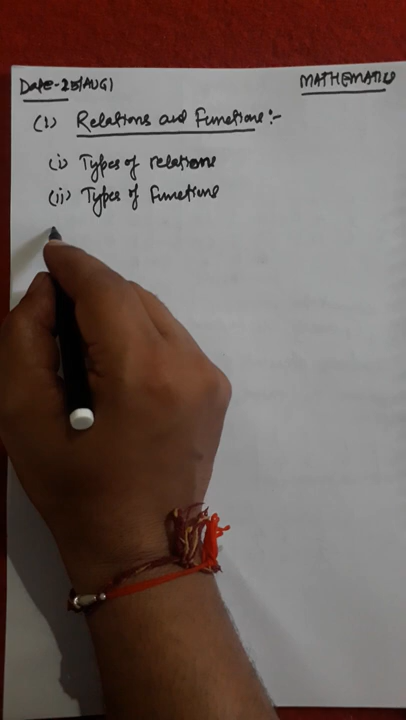 Date-25/AUG) MATHEMATICS
(1) Relations and Functions:-
(i) Types of relations
(ii) Types of Functions